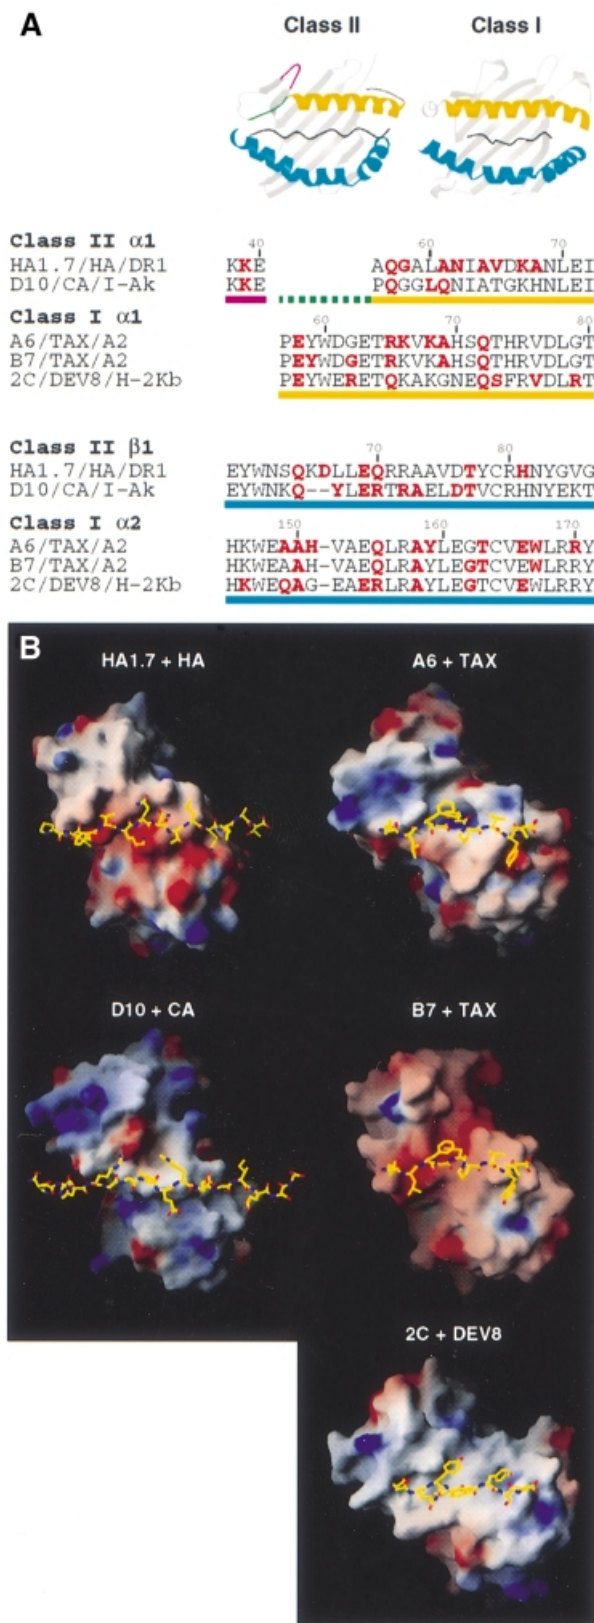 A
Class II Class I
Class II α1
40 60 70
HA1.7/HA/DR1 KKE AQGALANIAVDKANLEI
D10/CA/I-Ak KKE PQGGLQNIATGKHNLEI
Class I α1
60 70 80
A6/TAX/A2 PEYWDGETRKVKAHSQTHRVDLGT
B7/TAX/A2 PEYWDGETRKVKAHSQTHRVDLGT
2C/DEV8/H-2Kb PEYWERETQKAKGNEQSFRVDLRT
Class II β1
70 80
HA1.7/HA/DR1 EYWNSQKDLLEQRRAAVDTYCRHNYGVG
D10/CA/I-Ak EYWNKQ--YLERTRAELDTVCRHNYEKT
Class I α2
150 160 170
A6/TAX/A2 HKWEAAH-VAEQLRAYLEGTCVEWLRRY
B7/TAX/A2 HKWEAAH-VAEQLRAYLEGTCVEWLRRY
2C/DEV8/H-2Kb HKWEQAG-EAERLRAYLEGTCVEWLRRY
B
HA1.7 + HA A6 + TAX
D10 + CA B7 + TAX
2C + DEV8